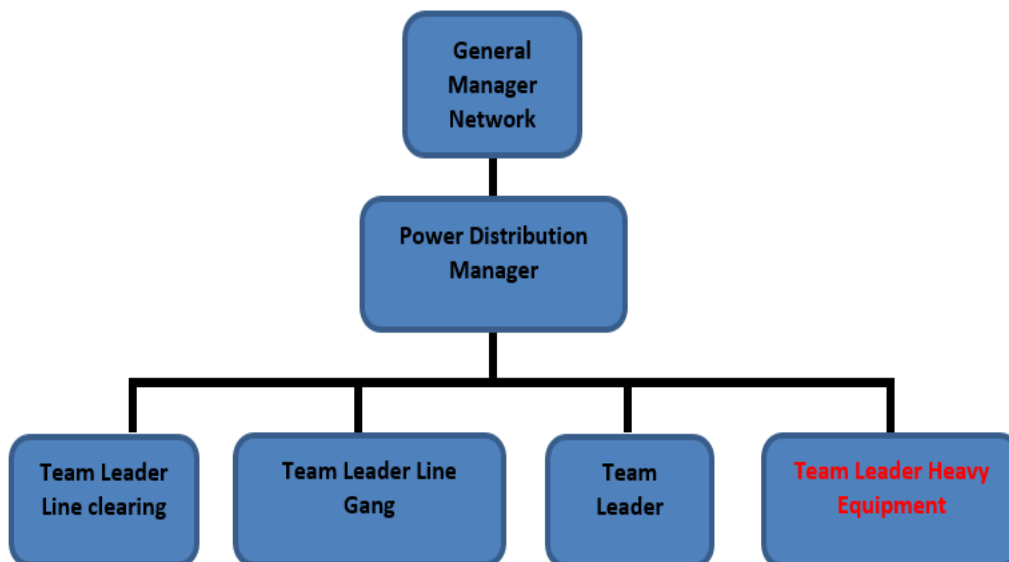 General
Manager
Network
Power Distribution
Manager
Team Leader
Line clearing
Team Leader Line
Gang
Team
Leader
Team Leader Heavy
Equipment